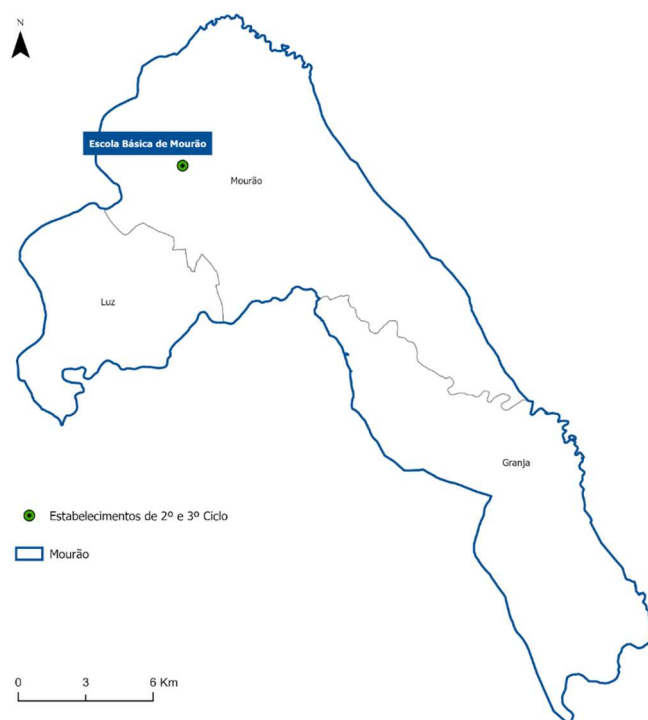 N
Escola Básica de Mourão
Mourão
Luz
Granja
Estabelecimentos de 2º e 3º Ciclo
Mourão
0 3 6 Km